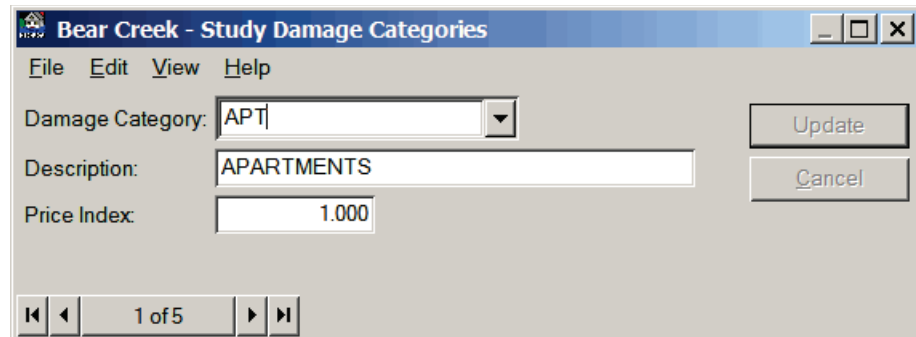 Bear Creek - Study Damage Categories
File Edit View Help
Damage Category: APT
Update
Description: APARTMENTS
Cancel
Price Index: 1.000
1 of 5